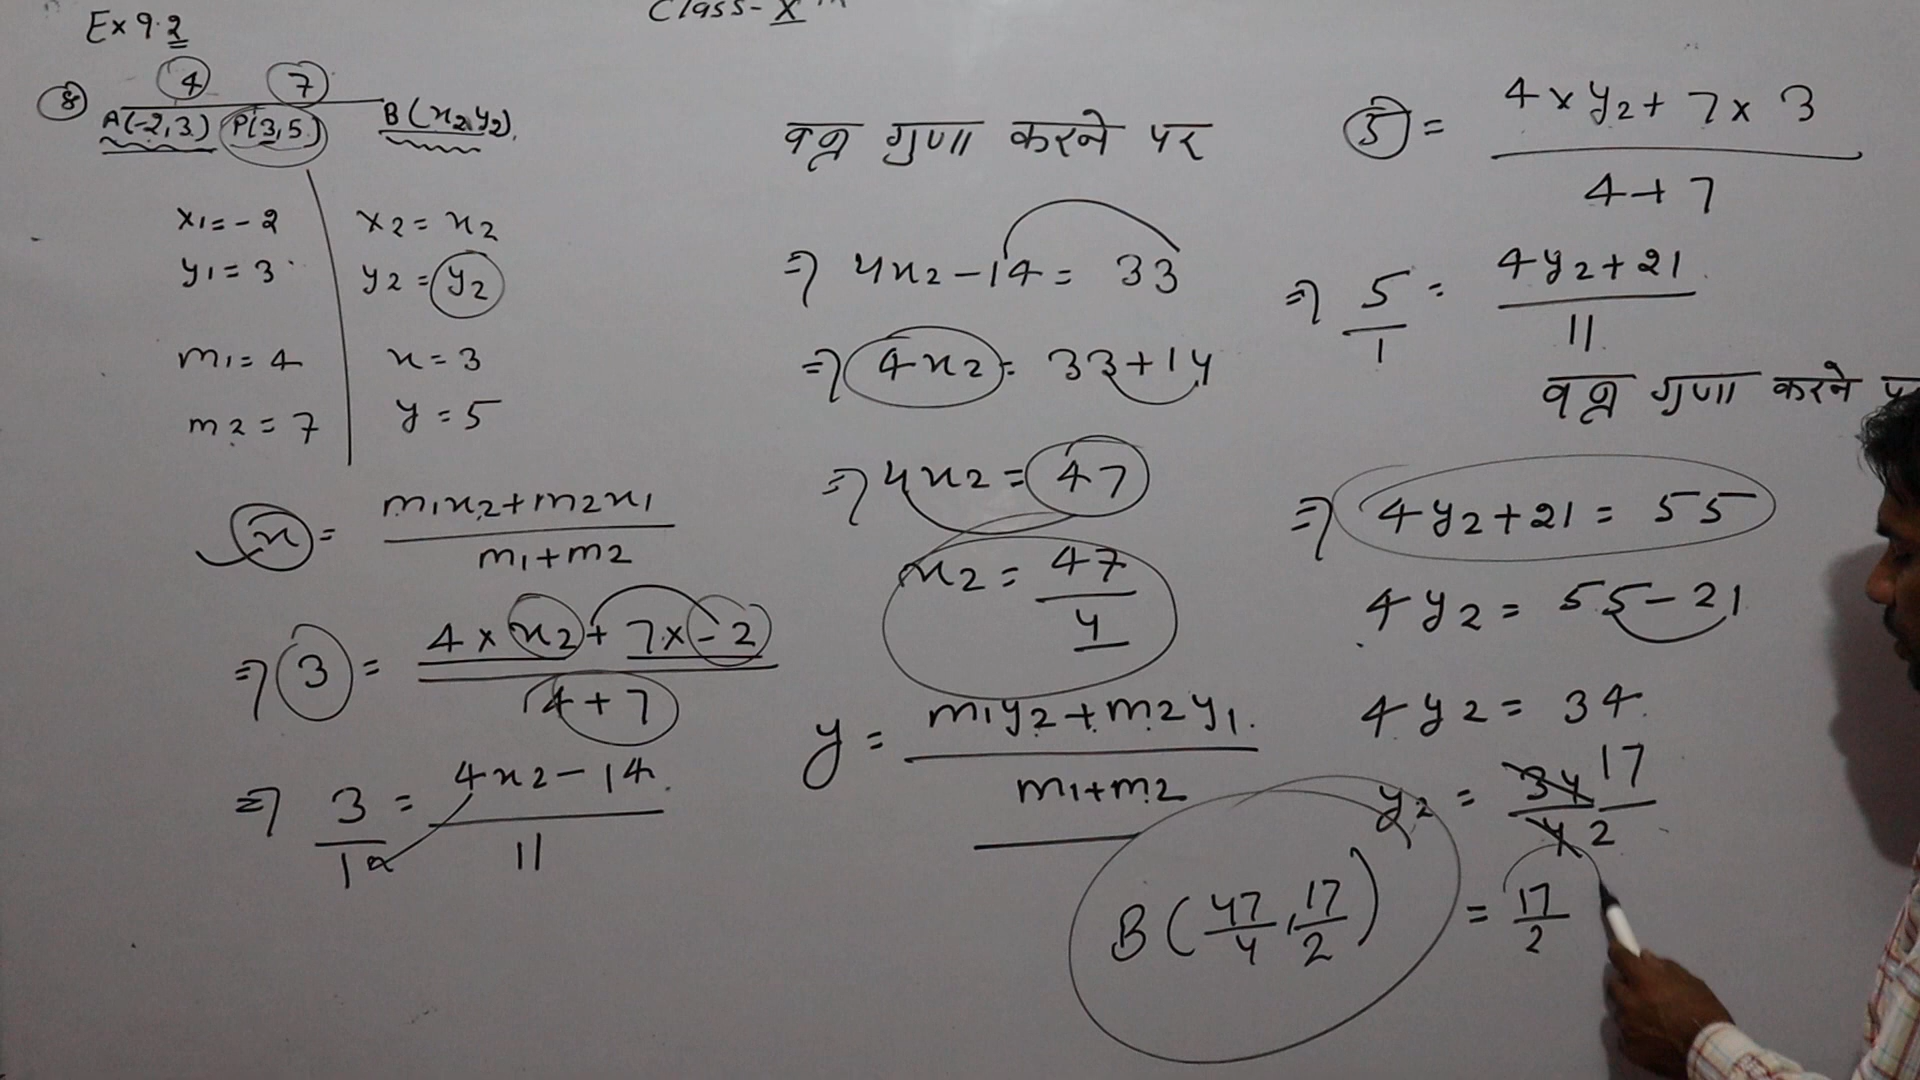 Class-X th
Ex 9.2
⑧ 4 7
A(-2,3) P(3,5) B(x2,y2)
x1=-2 x2=x2
y1=3 y2=y2
m1=4 x=3
m2=7 y=5
x = m1x2+m2x1 / m1+m2
⇒ 3 = 4×x2+7×-2 / 4+7
⇒ 3/1 = 4x2-14 / 11
वज्र गुणा करने पर
⇒ 4x2-14=33
⇒ 4x2=33+14
⇒ 4x2=47
x2=47/4
y = m1y2+m2y1 / m1+m2
B(47/4,17/2)
5 = 4×y2+7×3 / 4+7
⇒ 5/1 = 4y2+21 / 11
वज्र गुणा करने प
⇒ 4y2+21=55
4y2=55-21
4y2=34
y2 = 34 17 / 4 2
= 17/2